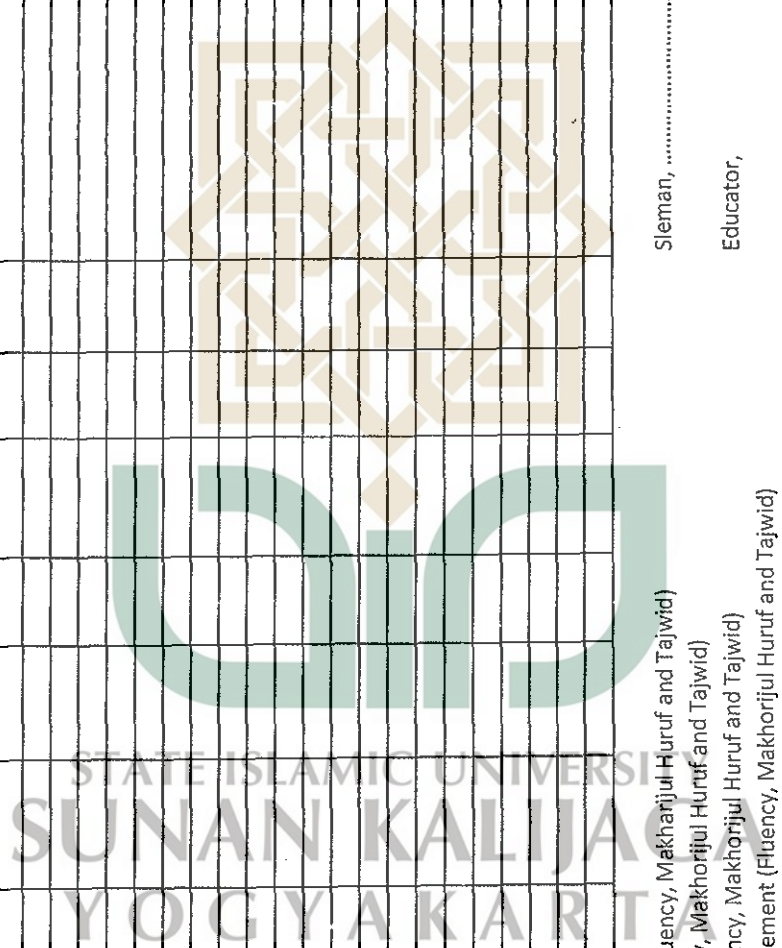 uency, Makharijul Huruf and Tajwid)
Sleman, ................................
, Makhorijul Huruf and Tajwid)
ncy, Makhorijul Huruf and Tajwid)
Educator,
ement (Fluency, Makhorijul Huruf and Tajwid)
STATE ISLAMIC UNIVERSITY
SUNAN KALIJAGA
YOGYAKARTA